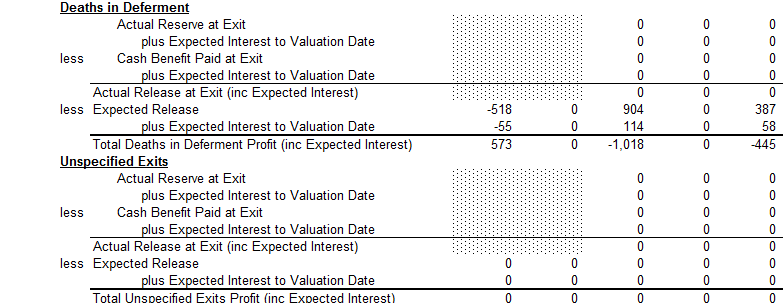 Deaths in Deferment
Actual Reserve at Exit 0 0 0
plus Expected Interest to Valuation Date 0 0 0
less Cash Benefit Paid at Exit 0 0 0
plus Expected Interest to Valuation Date 0 0 0
Actual Release at Exit (inc Expected Interest) 0 0 0
less Expected Release -518 0 904 0 387
plus Expected Interest to Valuation Date -55 0 114 0 58
Total Deaths in Deferment Profit (inc Expected Interest) 573 0 -1,018 0 -445
Unspecified Exits
Actual Reserve at Exit 0 0 0
plus Expected Interest to Valuation Date 0 0 0
less Cash Benefit Paid at Exit 0 0 0
plus Expected Interest to Valuation Date 0 0 0
Actual Release at Exit (inc Expected Interest) 0 0 0
less Expected Release 0 0 0 0 0
plus Expected Interest to Valuation Date 0 0 0 0 0
Total Unspecified Exits Profit (inc Expected Interest) 0 0 0 0 0